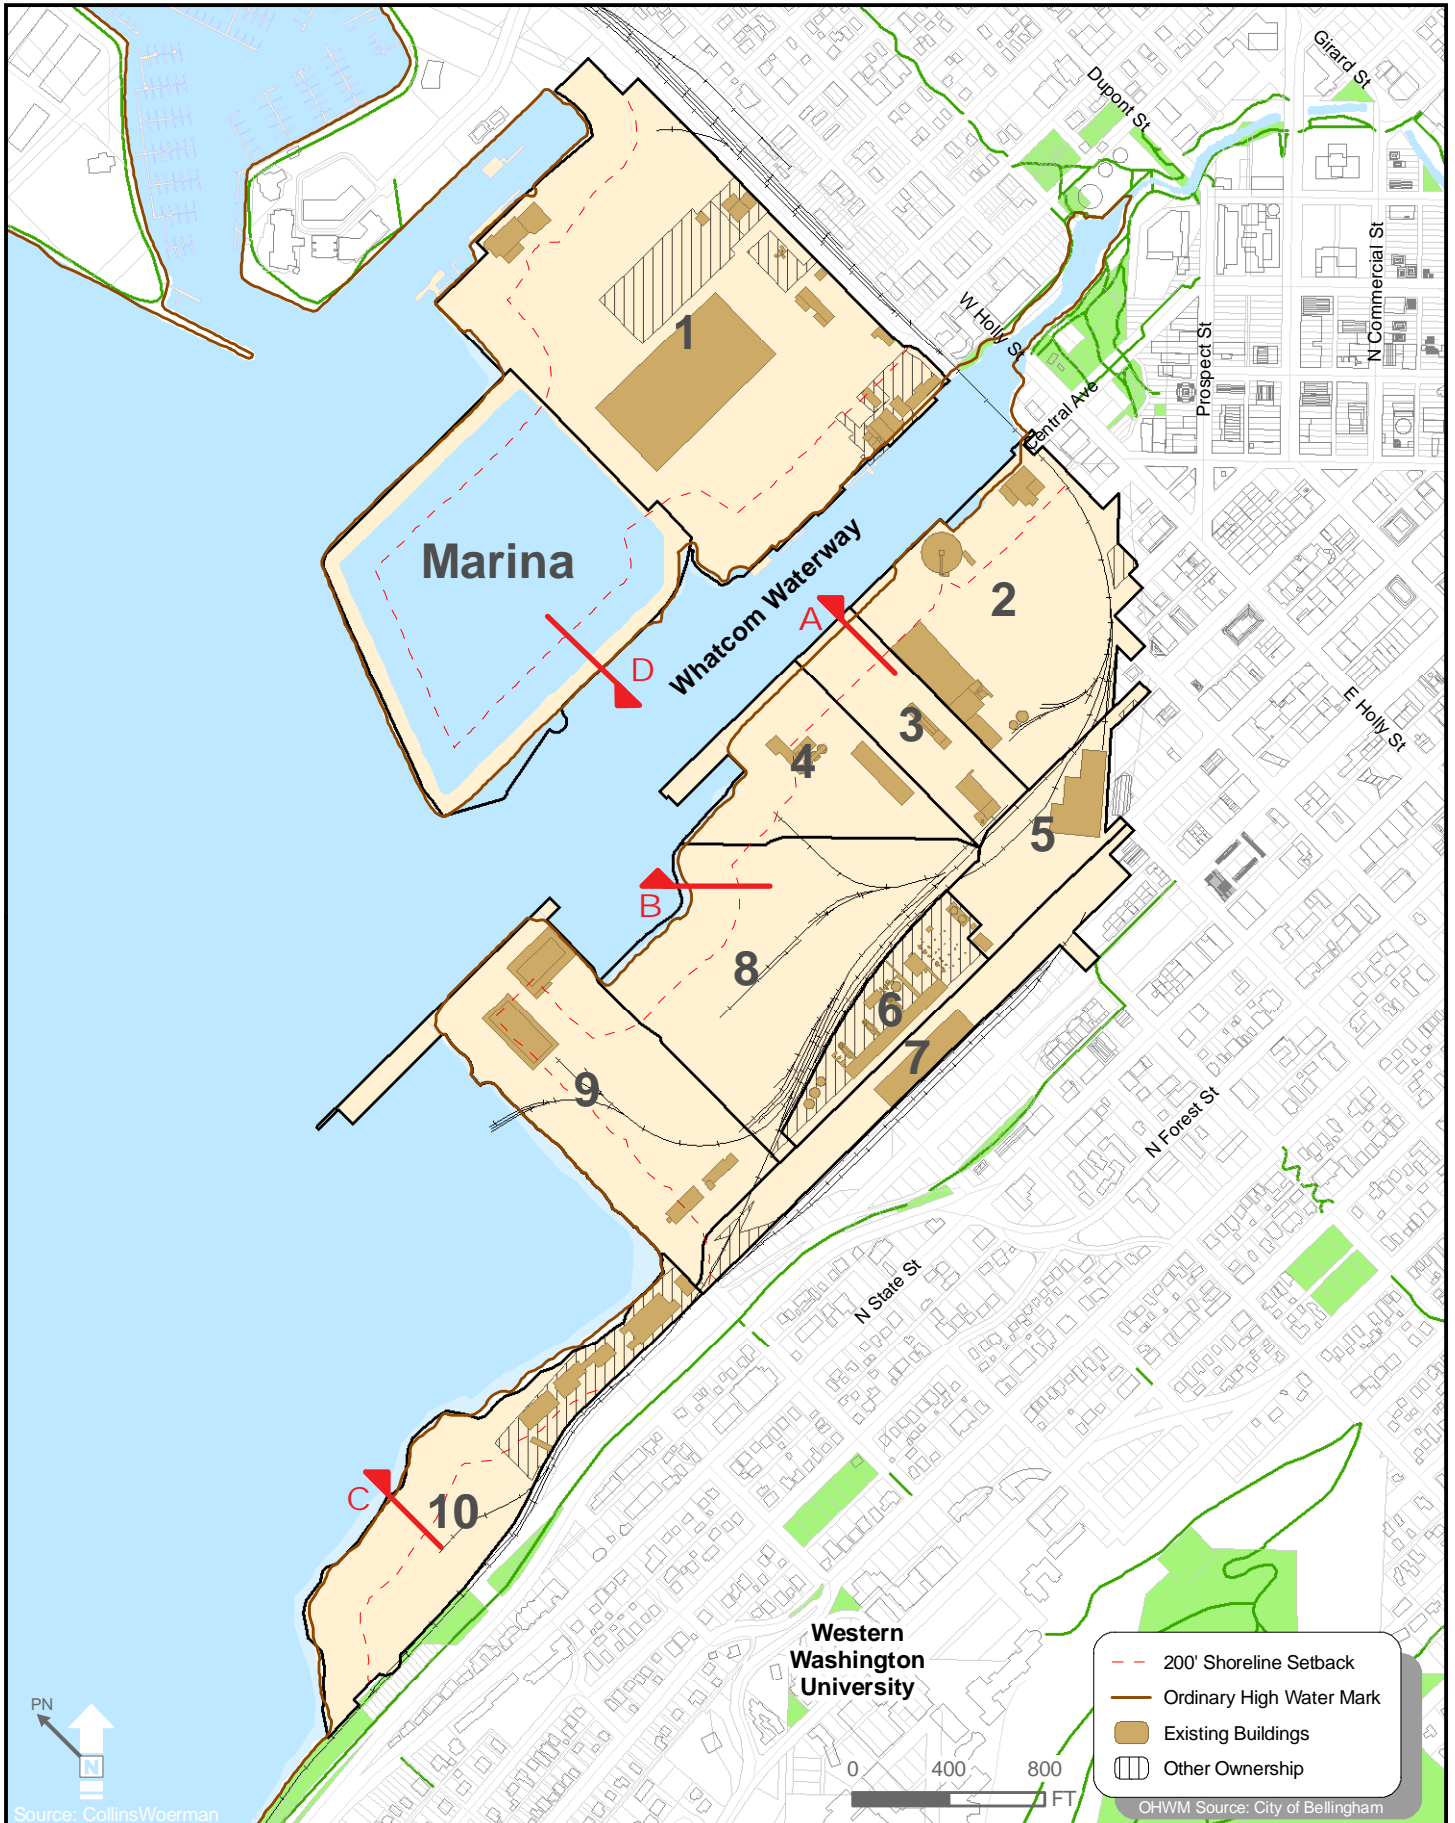 Girard St
Dupont St
N Commercial St
W Holly St
Prospect St
Central Ave
1
Marina
Whatcom Waterway
A
2
D
3
E Holly St
4
5
B
8
6
7
9
N Forest St
N State St
C
10
Western
Washington
University
200' Shoreline Setback
Ordinary High Water Mark
Existing Buildings
Other Ownership
OHWM Source: City of Bellingham
0 400 800
FT
PN
N
Source: CollinsWoerman